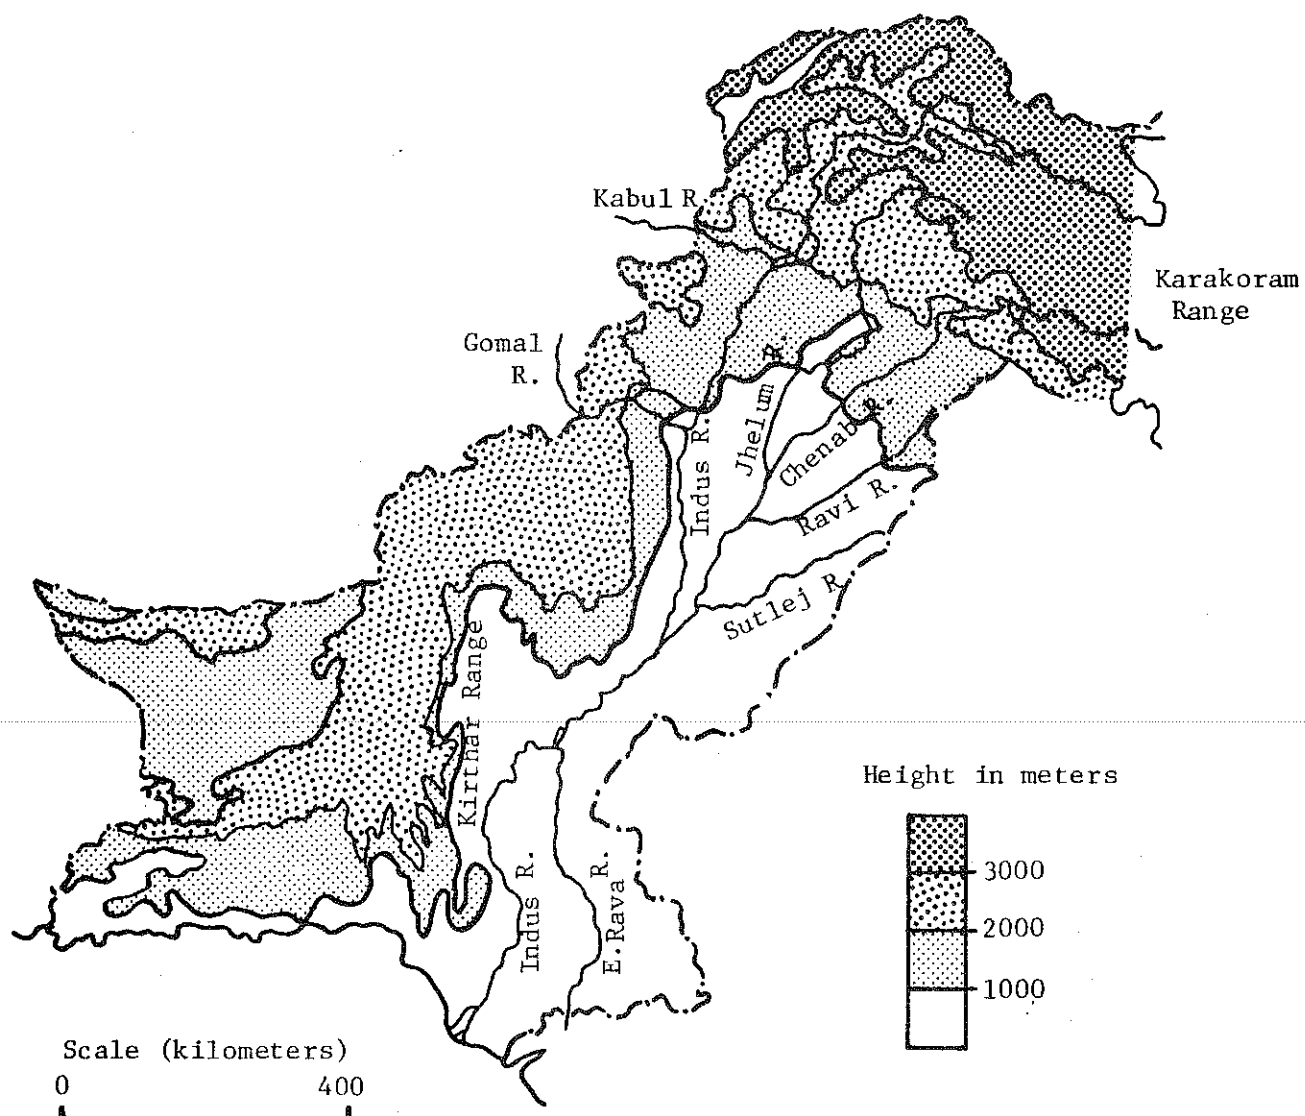 Kabul R
Karakoram
Range
Gomal
R.
Jhelum R.
Indus R.
Chenab R.
Ravi R.
Sutlej R
Kirthar Range
Height in meters
3000
2000
1000
Indus R.
E.Rava R.
Scale (kilometers)
0 400